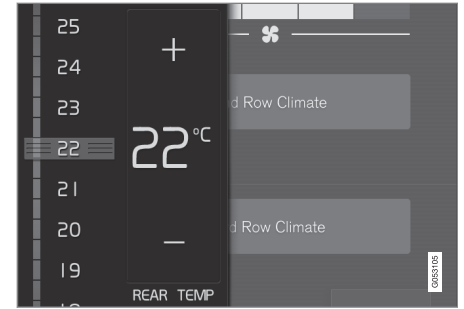 25
24
23
22
21
20
19
+
22°C
–
REAR TEMP
Row Climate
Row Climate
G053105